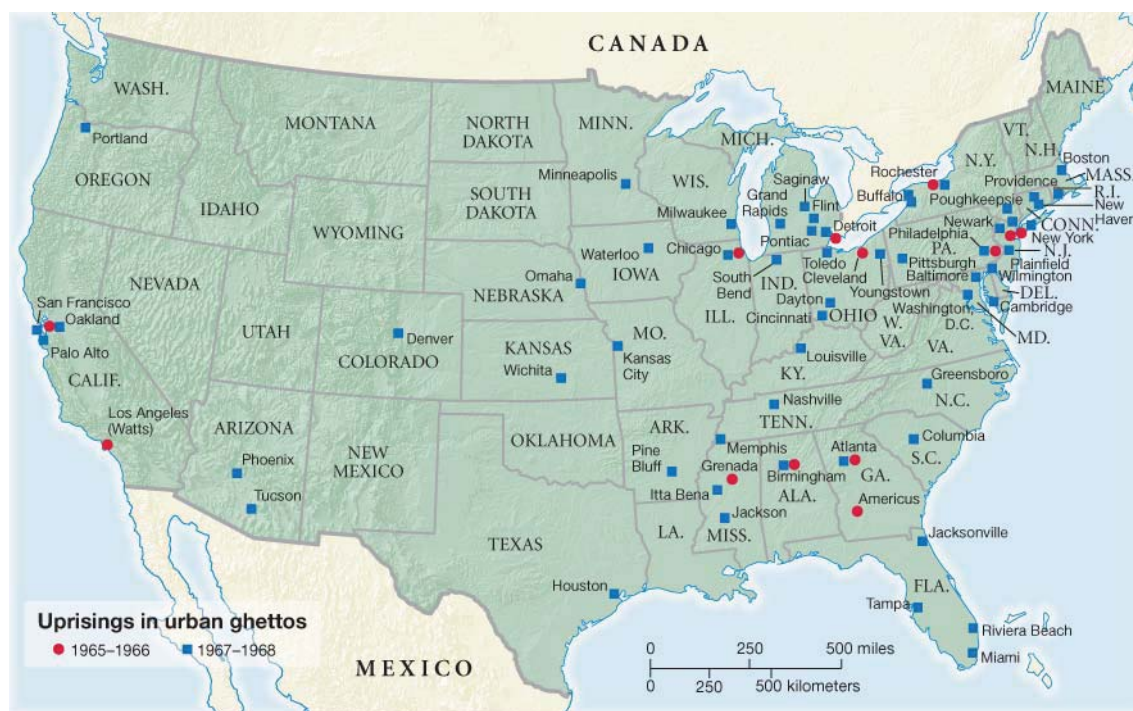 CANADA
WASH.
Portland
MONTANA
NORTH
DAKOTA
MINN.
MAINE
VT.
N.H.
MICH.
OREGON
IDAHO
SOUTH
DAKOTA
Minneapolis
WIS.
Saginaw
Grand
Rapids
Flint
Rochester
N.Y.
Boston
MASS.
Providence
R.I.
Buffalo
Poughkeepsie
New
Haven
CONN.
WYOMING
Milwaukee
Pontiac
Detroit
Newark
New York
Philadelphia
N.J.
PA.
Chicago
Waterloo
IOWA
Omaha
NEBRASKA
South
Bend
IND.
Toledo
Cleveland
Youngstown
Pittsburgh
Plainfield
Baltimore
Wilmington
DEL.
Cambridge
Washington,
D.C.
MD.
NEVADA
San Francisco
Oakland
Palo Alto
CALIF.
UTAH
Denver
COLORADO
KANSAS
Wichita
MO.
Kansas
City
ILL.
Dayton
Cincinnati
OHIO
W.
VA.
VA.
Louisville
KY.
Los Angeles
(Watts)
ARIZONA
Phoenix
Tucson
NEW
MEXICO
OKLAHOMA
ARK.
Pine
Bluff
Nashville
TENN.
Memphis
Greensboro
N.C.
Columbia
S.C.
Grenada
Itta Bena
Jackson
MISS.
Birmingham
ALA.
Atlanta
GA.
Americus
TEXAS
LA.
Houston
Jacksonville
FLA.
Tampa
Riviera Beach
Miami
MEXICO
Uprisings in urban ghettos
1965–1966 1967–1968
0 250 500 miles
0 250 500 kilometers